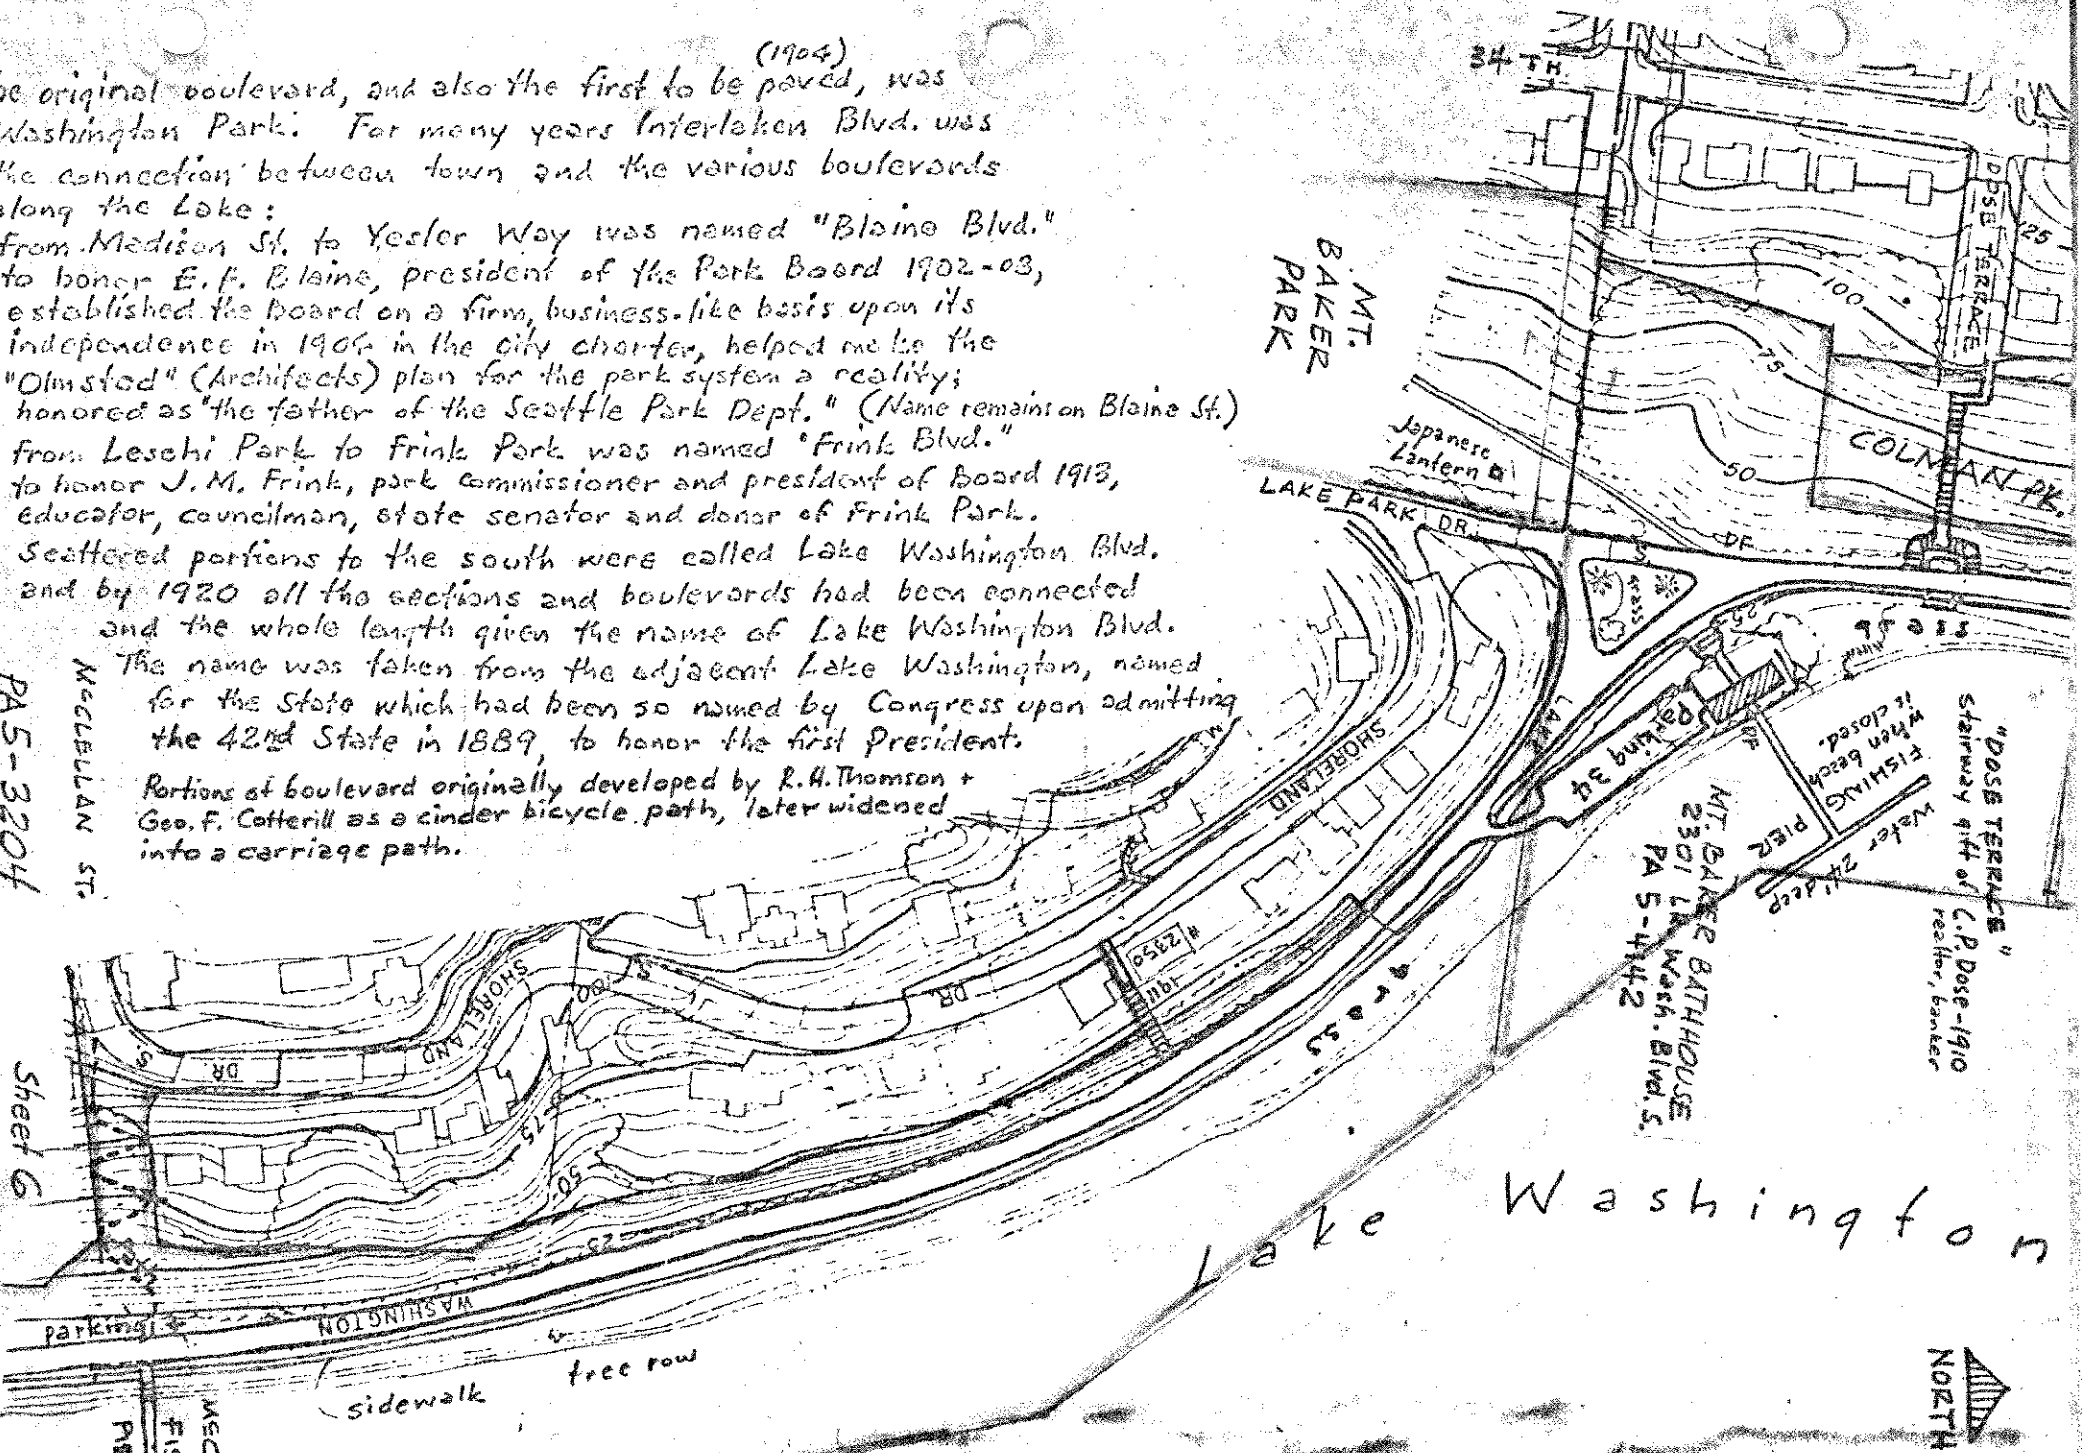 (1904)
original boulevard, and also the first to be paved, was
Washington Park. For many years Interlaken Blvd. was
the connection between town and the various boulevards
along the Lake:
from Madison St. to Yesler Way was named "Blaine Blvd."
to honor E. F. Blaine, president of the Park Board 1902-03,
established the Board on a firm, business-like basis upon its
independence in 1904 in the city charter, helped make the
"Olmsted" (Architects) plan for the park system a reality;
honored as "the father of the Seattle Park Dept." (Name remains on Blaine St.)
from Leschi Park to Frink Park was named "Frink Blvd."
to honor J. M. Frink, park commissioner and president of Board 1913,
educator, councilman, state senator and donor of Frink Park.
Scattered portions to the south were called Lake Washington Blvd.
and by 1920 all the sections and boulevards had been connected
and the whole length given the name of Lake Washington Blvd.
The name was taken from the adjacent Lake Washington, named
for the State which had been so named by Congress upon admitting
the 42nd State in 1889, to honor the first President.
Portions of boulevard originally developed by R. H. Thomson +
Geo. F. Cotterill as a cinder bicycle path, later widened
into a carriage path.
34TH
MT.
BAKER
PARK
DOSE TERRACE
125
100
75
50
COLMAN PK.
Japanese
Lantern
LAKE PARK DR.
DF
grass
25
grass
LAKE
Parking 34
DF
FISHING
when beach
is closed.
PIER
Water 24' deep
"DOSE TERRACE"
stairway gift of C.P. Dose-1910
realtor, banker
MT. BAKER BATHHOUSE
2301 Lk. Wash. Blvd. S.
PA 5-4142
MT.
SHORELAND
DR.
"2350"
1911
grass
SHORELAND
DR.
S.
100
S.
75
50
25
MCCLELLAN ST.
PA5-3204
Sheet 6
Lake Washington
WASHINGTON
parking
sidewalk
tree row
NORTH